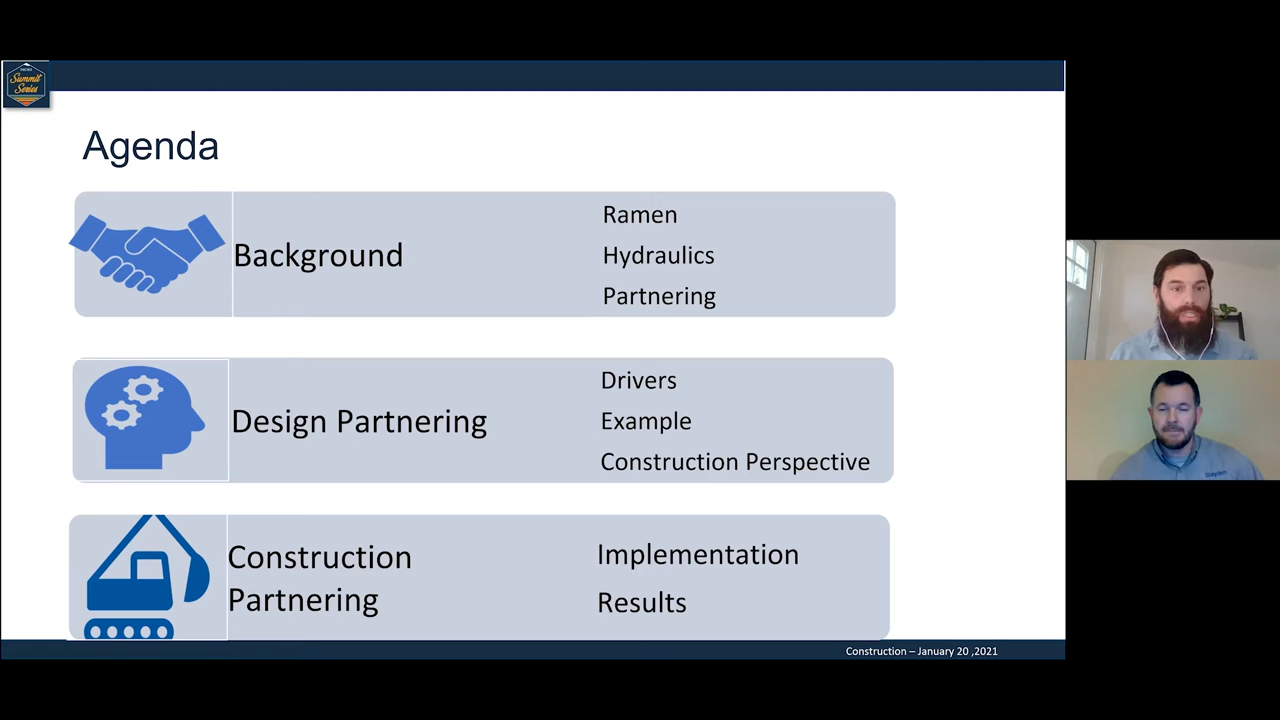 Summit
Series
Agenda
Background
Ramen
Hydraulics
Partnering
Design Partnering
Drivers
Example
Construction Perspective
Construction
Partnering
Implementation
Results
Construction – January 20 ,2021